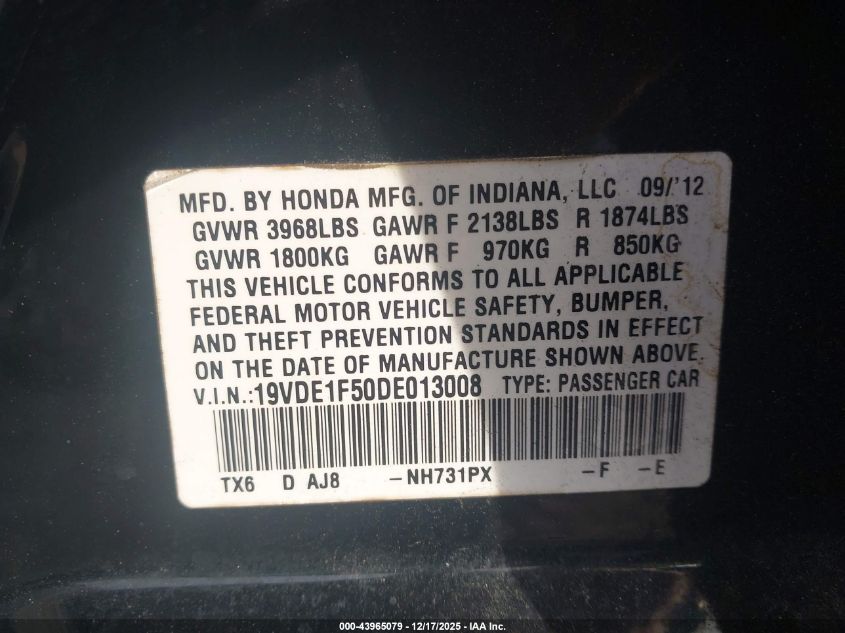 MFD. BY HONDA MFG. OF INDIANA, LLC 09/'12
GVWR 3968LBS GAWR F 2138LBS R 1874LBS
GVWR 1800KG GAWR F 970KG R 850KG
THIS VEHICLE CONFORMS TO ALL APPLICABLE
FEDERAL MOTOR VEHICLE SAFETY, BUMPER,
AND THEFT PREVENTION STANDARDS IN EFFECT
ON THE DATE OF MANUFACTURE SHOWN ABOVE.
V.I.N.:19VDE1F50DE013008 TYPE: PASSENGER CAR
TX6 D AJ8 -NH731PX -F -E
000-43965079 - 12/17/2025 - IAA Inc.